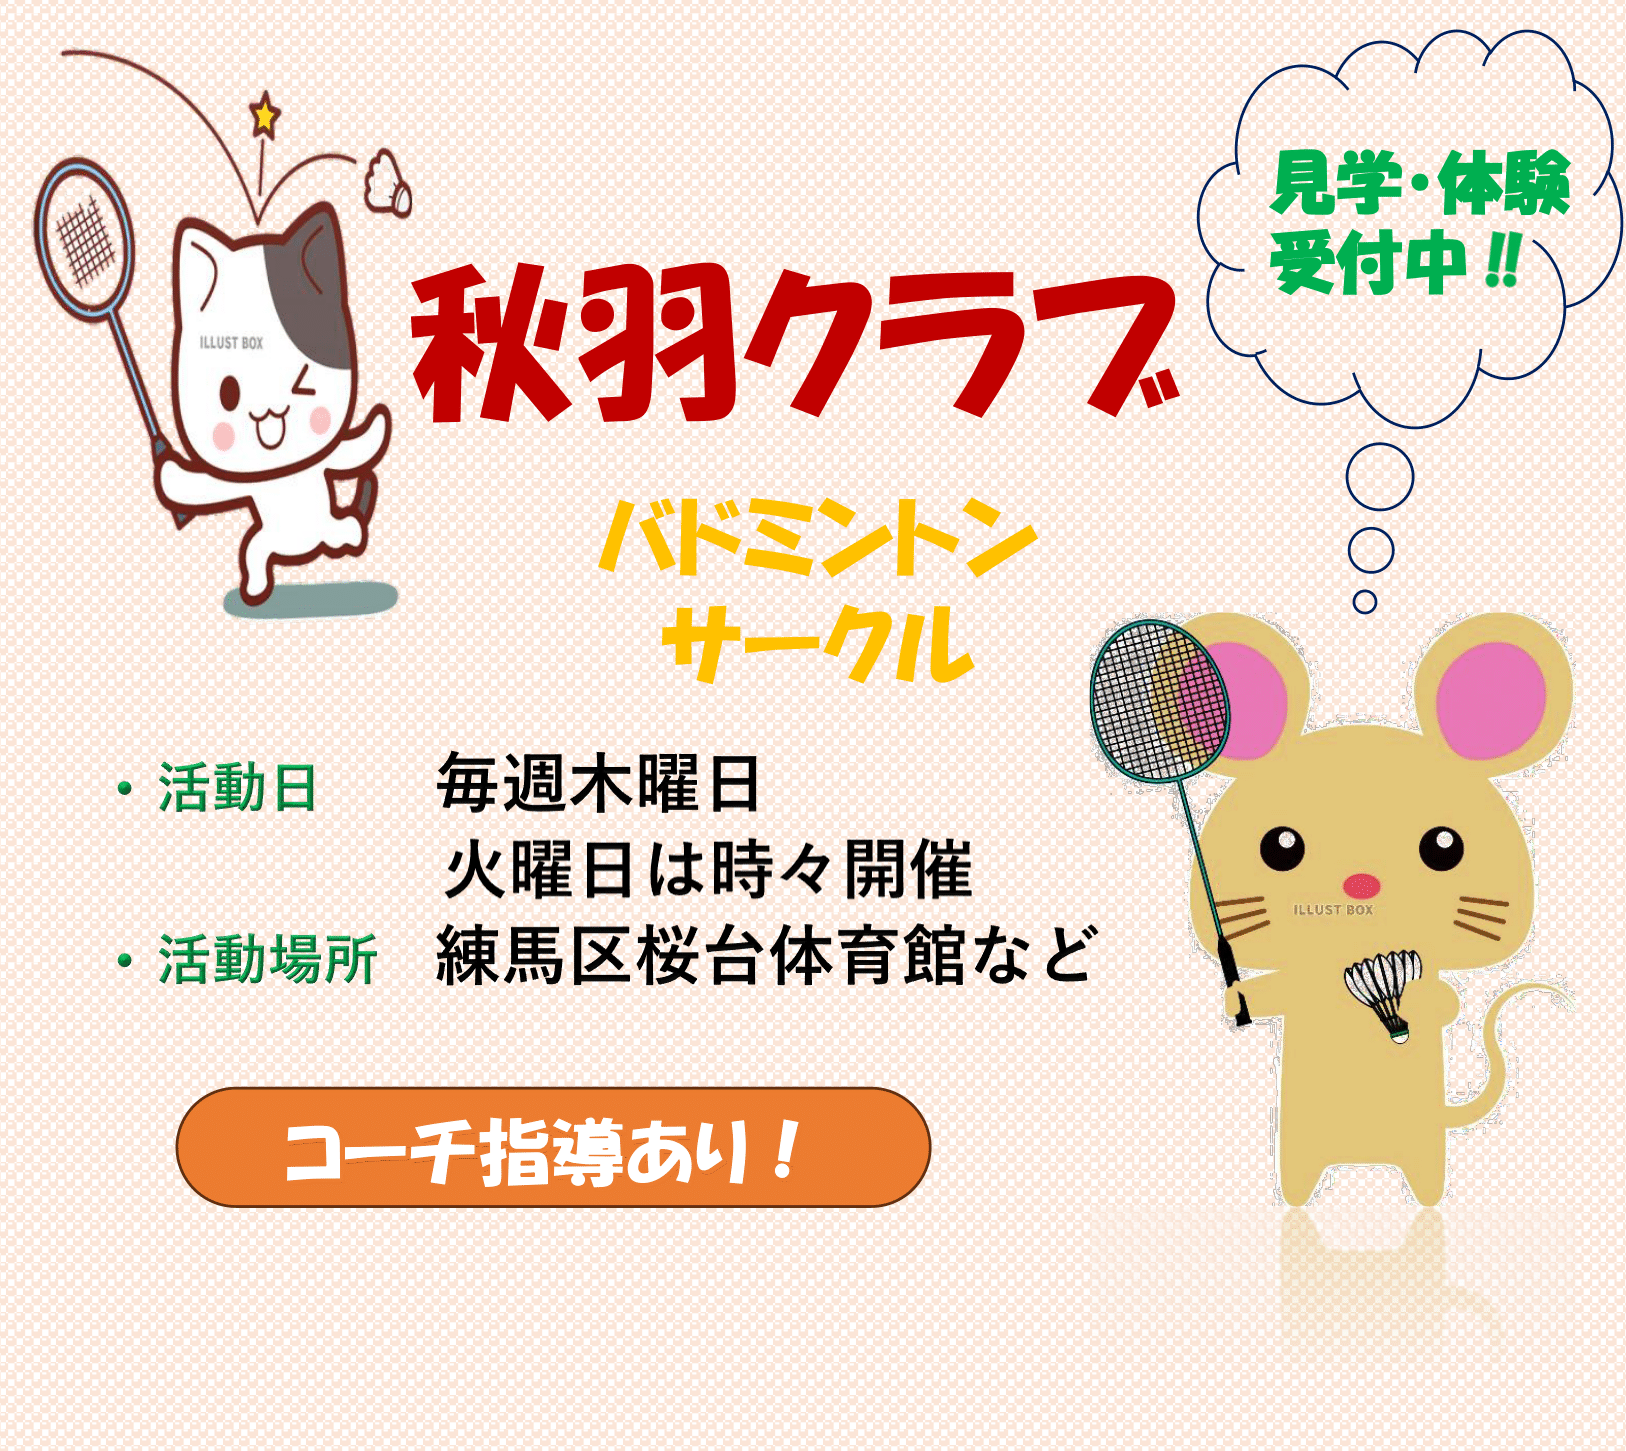 見学・体験
受付中!!
秋羽クラブ
ILLUST BOX
バドミントン
サークル
・活動日 毎週木曜日
火曜日は時々開催
・活動場所 練馬区桜台体育館など
ILLUST BOX
コーチ指導あり！